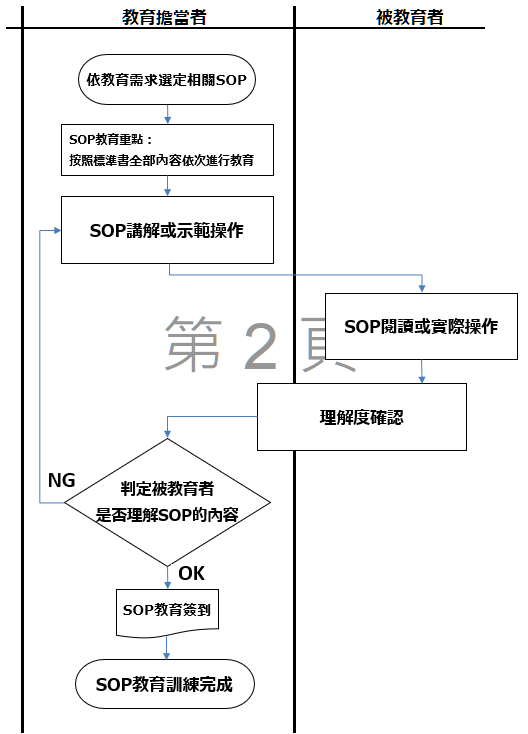 教育擔當者
被教育者
依教育需求選定相關SOP
SOP教育重點：
按照標準書全部內容依次進行教育
SOP講解或示範操作
SOP閱讀或實際操作
第 2 頁
理解度確認
判定被教育者
是否理解SOP的內容
NG
OK
SOP教育簽到
SOP教育訓練完成